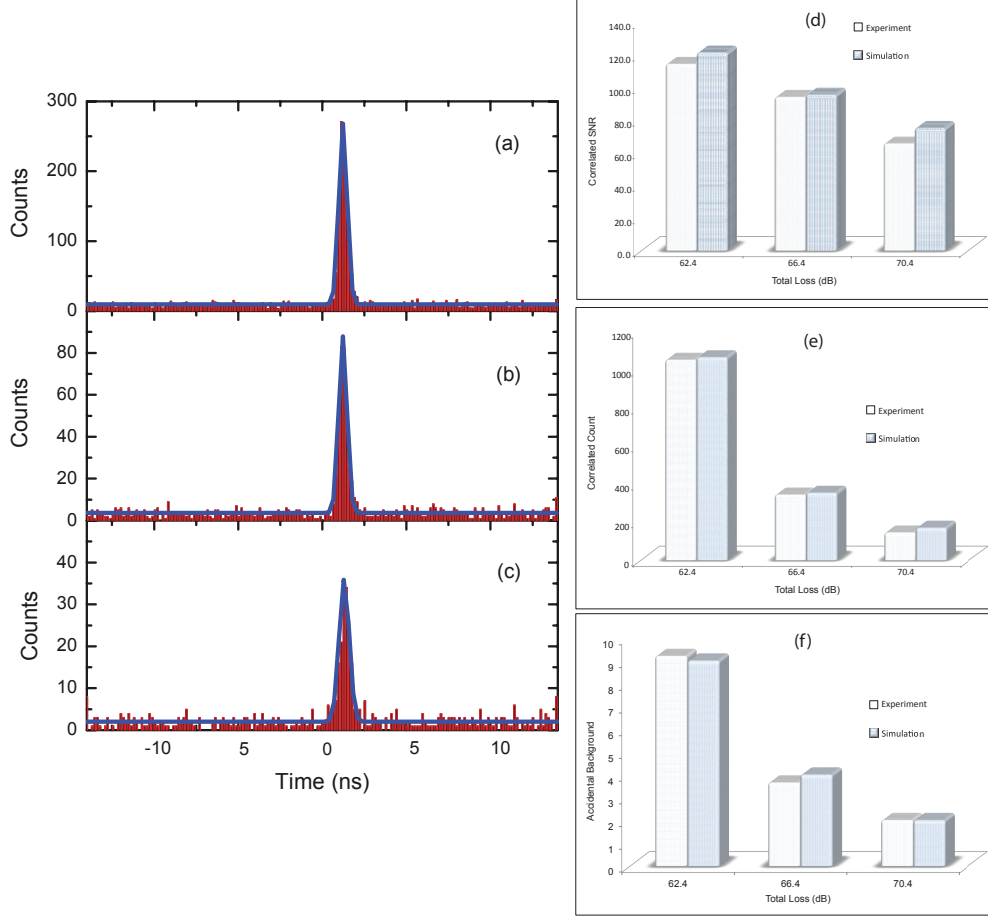 300
200
100
0
Counts
(a)
80
60
40
20
0
Counts
(b)
40
30
20
10
0
Counts
(c)
-10 5 0 5 10
Time (ns)
(d)
140.0
120.0
100.0
80.0
60.0
40.0
20.0
0.0
Correlated SNR
Experiment
Simulation
62.4 66.4 70.4
Total Loss (dB)
(e)
1200
1000
800
600
400
200
0
Correlated Count
Experiment
Simulation
62.4 66.4 70.4
Total Loss (dB)
(f)
10
9
8
7
6
5
4
3
2
1
0
Accidental Background
Experiment
Simulation
62.4 66.4 70.4
Total Loss (dB)